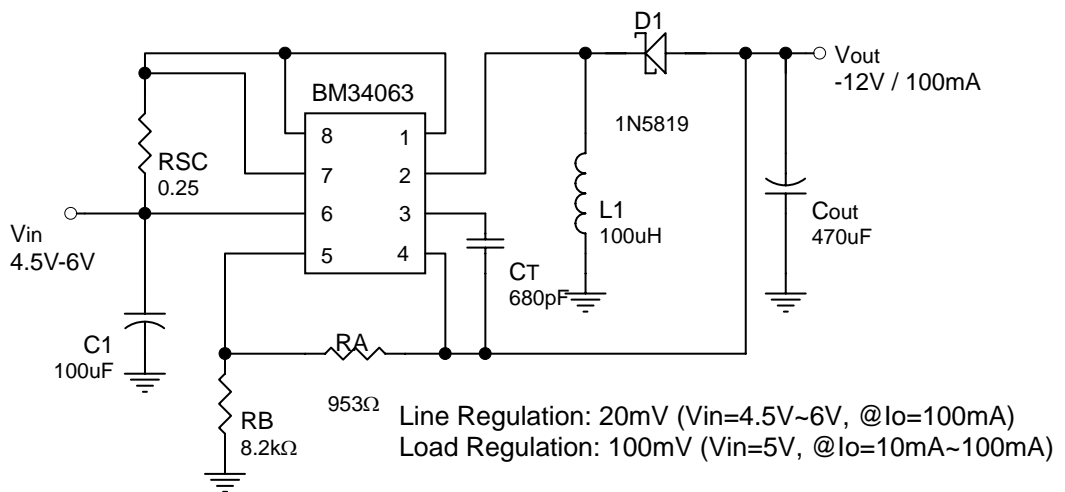 D1
Vout
-12V / 100mA
BM34063
1N5819
8
1
7
2
6
3
5
4
RSC
0.25
Vin
4.5V-6V
L1
100uH
Cout
470uF
CT
680pF
C1
100uF
RA
953Ω
RB
8.2kΩ
Line Regulation: 20mV (Vin=4.5V~6V, @Io=100mA)
Load Regulation: 100mV (Vin=5V, @Io=10mA~100mA)